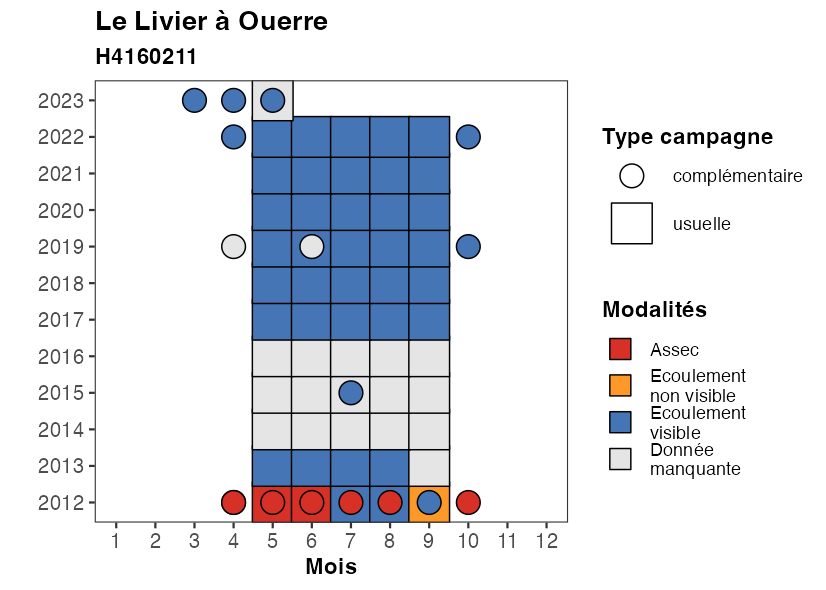 Le Livier à Ouerre
H4160211
2023
2022
2021
2020
2019
2018
2017
2016
2015
2014
2013
2012
1 2 3 4 5 6 7 8 9 10 11 12
Mois
Type campagne
complémentaire
usuelle
Modalités
Assec
Ecoulement
non visible
Ecoulement
visible
Donnée
manquante